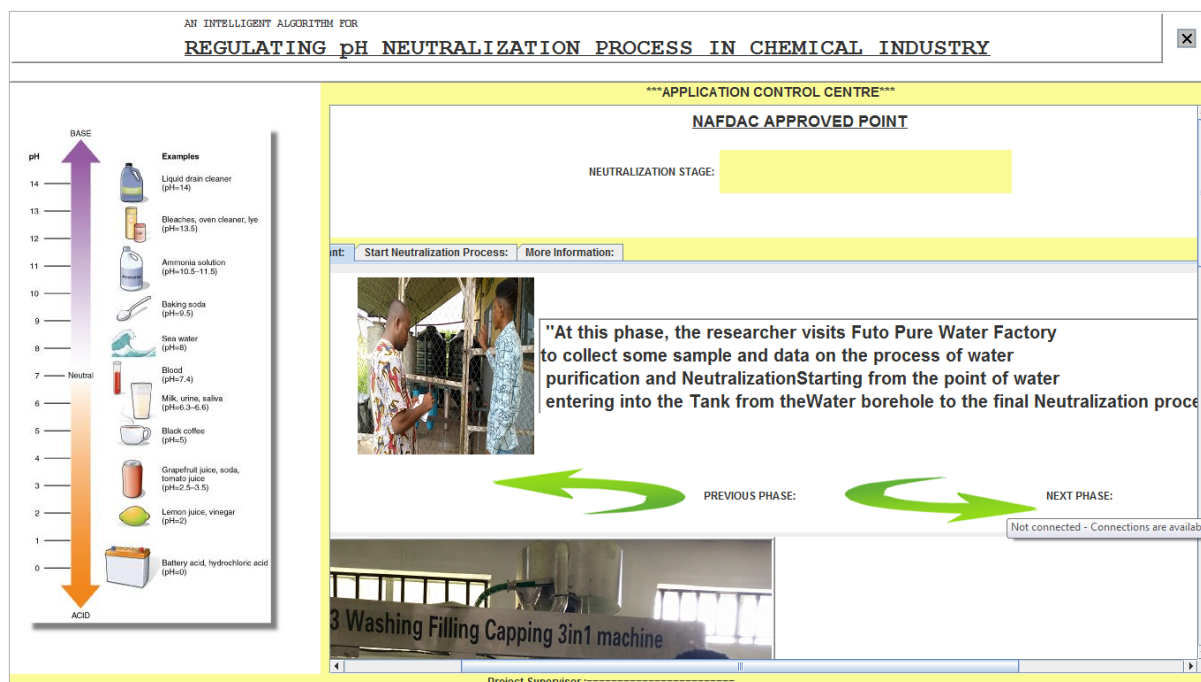 AN INTELLIGENT ALGORITHM FOR
REGULATING pH NEUTRALIZATION PROCESS IN CHEMICAL INDUSTRY
BASE
pH
Examples
14
Liquid drain cleaner
(pH=14)
13
Bleaches, oven cleaner, lye
(pH=13.5)
12
11
Ammonia solution
(pH=10.5–11.5)
10
Baking soda
(pH=9.5)
9
Sea water
(pH=8)
8
7
Neutral
Blood
(pH=7.4)
6
Milk, urine, saliva
(pH=6.3–6.6)
5
Black coffee
(pH=5)
4
3
Grapefruit juice, soda,
tomato juice
(pH=2.5–3.5)
2
Lemon juice, vinegar
(pH=2)
1
0
Battery acid, hydrochloric acid
(pH=0)
ACID
***APPLICATION CONTROL CENTRE***
NAFDAC APPROVED POINT
NEUTRALIZATION STAGE:
nt:
Start Neutralization Process:
More Information:
"At this phase, the researcher visits Futo Pure Water Factory
to collect some sample and data on the process of water
purification and NeutralizationStarting from the point of water
entering into the Tank from theWater borehole to the final Neutralization proce
PREVIOUS PHASE:
NEXT PHASE:
Not connected - Connections are availab
3 Washing Filling Capping 3in1 machine
Project Supervisor :========================